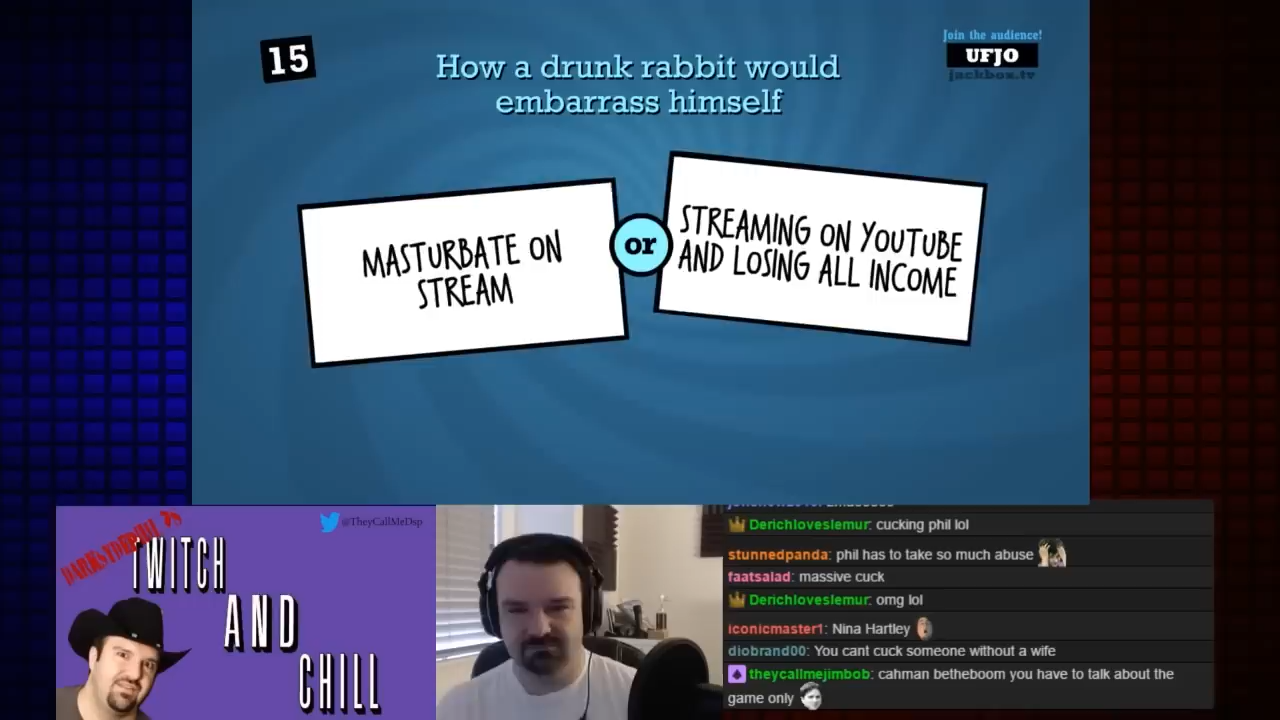 15
How a drunk rabbit would
embarrass himself
Join the audience!
UFJO
jackbox.tv
MASTURBATE ON
STREAM
or
STREAMING ON YOUTUBE
AND LOSING ALL INCOME
@TheyCallMeDsp
TWITCH
AND
CHILL
Derichloveslemur: cucking phil lol
stunnedpanda: phil has to take so much abuse
faatsalad: massive cuck
Derichloveslemur: omg lol
iconicmaster1: Nina Hartley
diobrand00: You cant cuck someone without a wife
theycallmejimbob: cahman betheboom you have to talk about the
game only